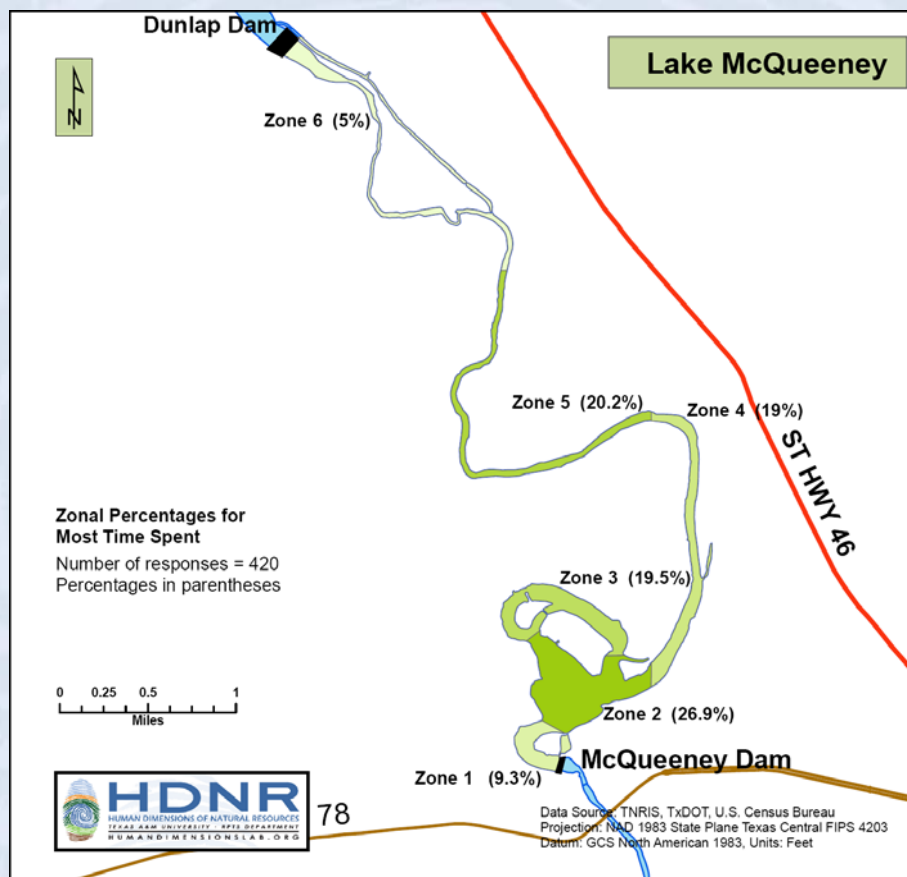 Dunlap Dam
Lake McQueeney
N
Zone 6 (5%)
Zone 5 (20.2%)
Zone 4 (19%)
ST HWY 46
Zonal Percentages for
Most Time Spent
Number of responses = 420
Percentages in parentheses
Zone 3 (19.5%)
0 0.25 0.5 1
Miles
Zone 2 (26.9%)
McQueeney Dam
Zone 1 (9.3%)
HDNR
HUMAN DIMENSIONS OF NATURAL RESOURCES
TEXAS A&M UNIVERSITY · RPTS DEPARTMENT
HUMANDIMENSIONSLAB.ORG
78
Data Source: TNRIS, TxDOT, U.S. Census Bureau
Projection: NAD 1983 State Plane Texas Central FIPS 4203
Datum: GCS North American 1983, Units: Feet